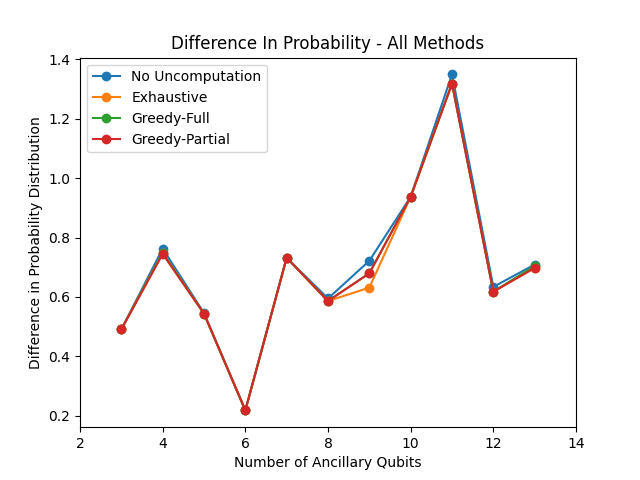 Difference In Probability - All Methods
No Uncomputation
Exhaustive
Greedy-Full
Greedy-Partial
Difference in Probability Distribution
1.4
1.2
1.0
0.8
0.6
0.4
0.2
2 4 6 8 10 12 14
Number of Ancillary Qubits